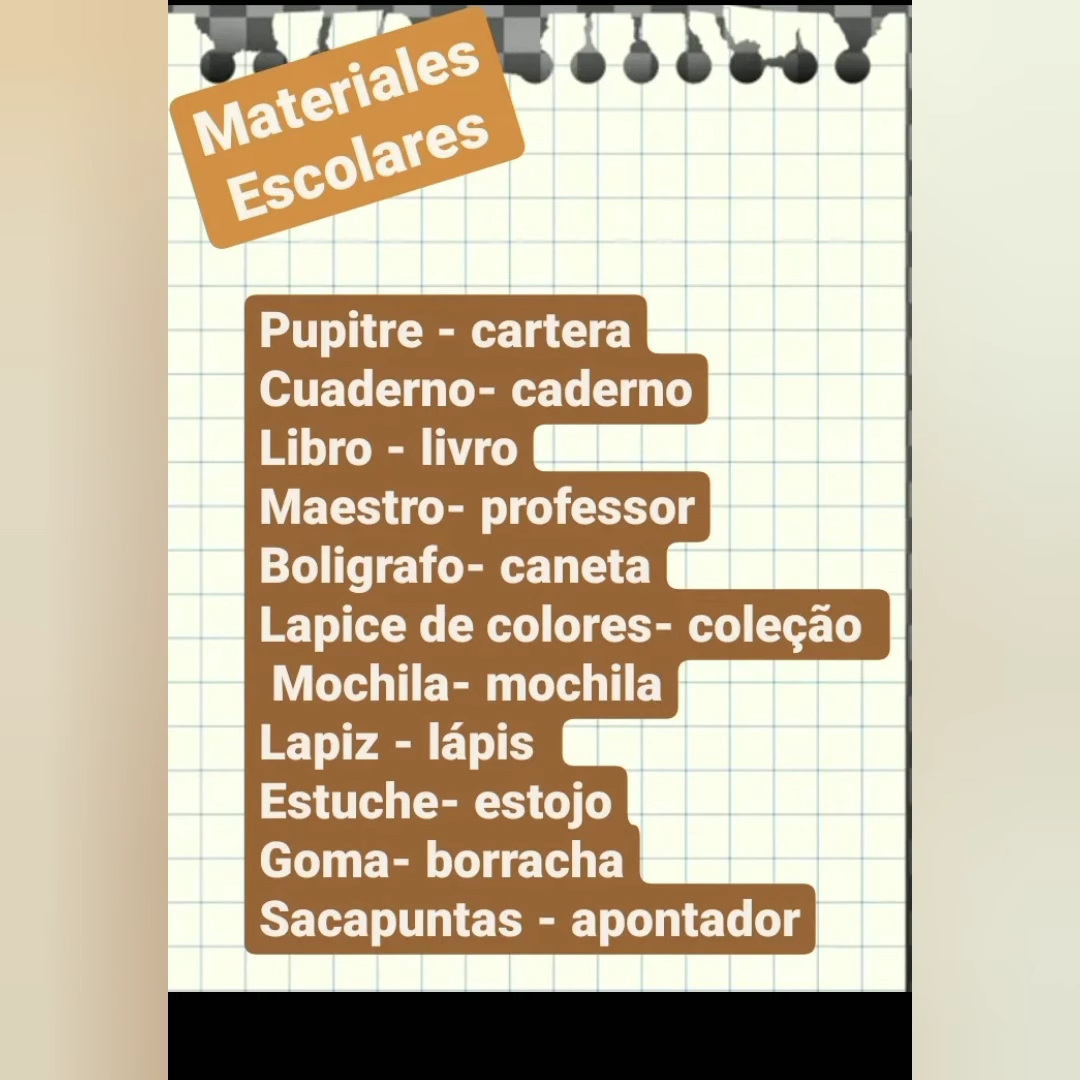 Materiales
Escolares
Pupitre - cartera
Cuaderno- caderno
Libro - livro
Maestro- professor
Boligrafo- caneta
Lapice de colores- coleção
Mochila- mochila
Lapiz - lápis
Estuche- estojo
Goma- borracha
Sacapuntas - apontador